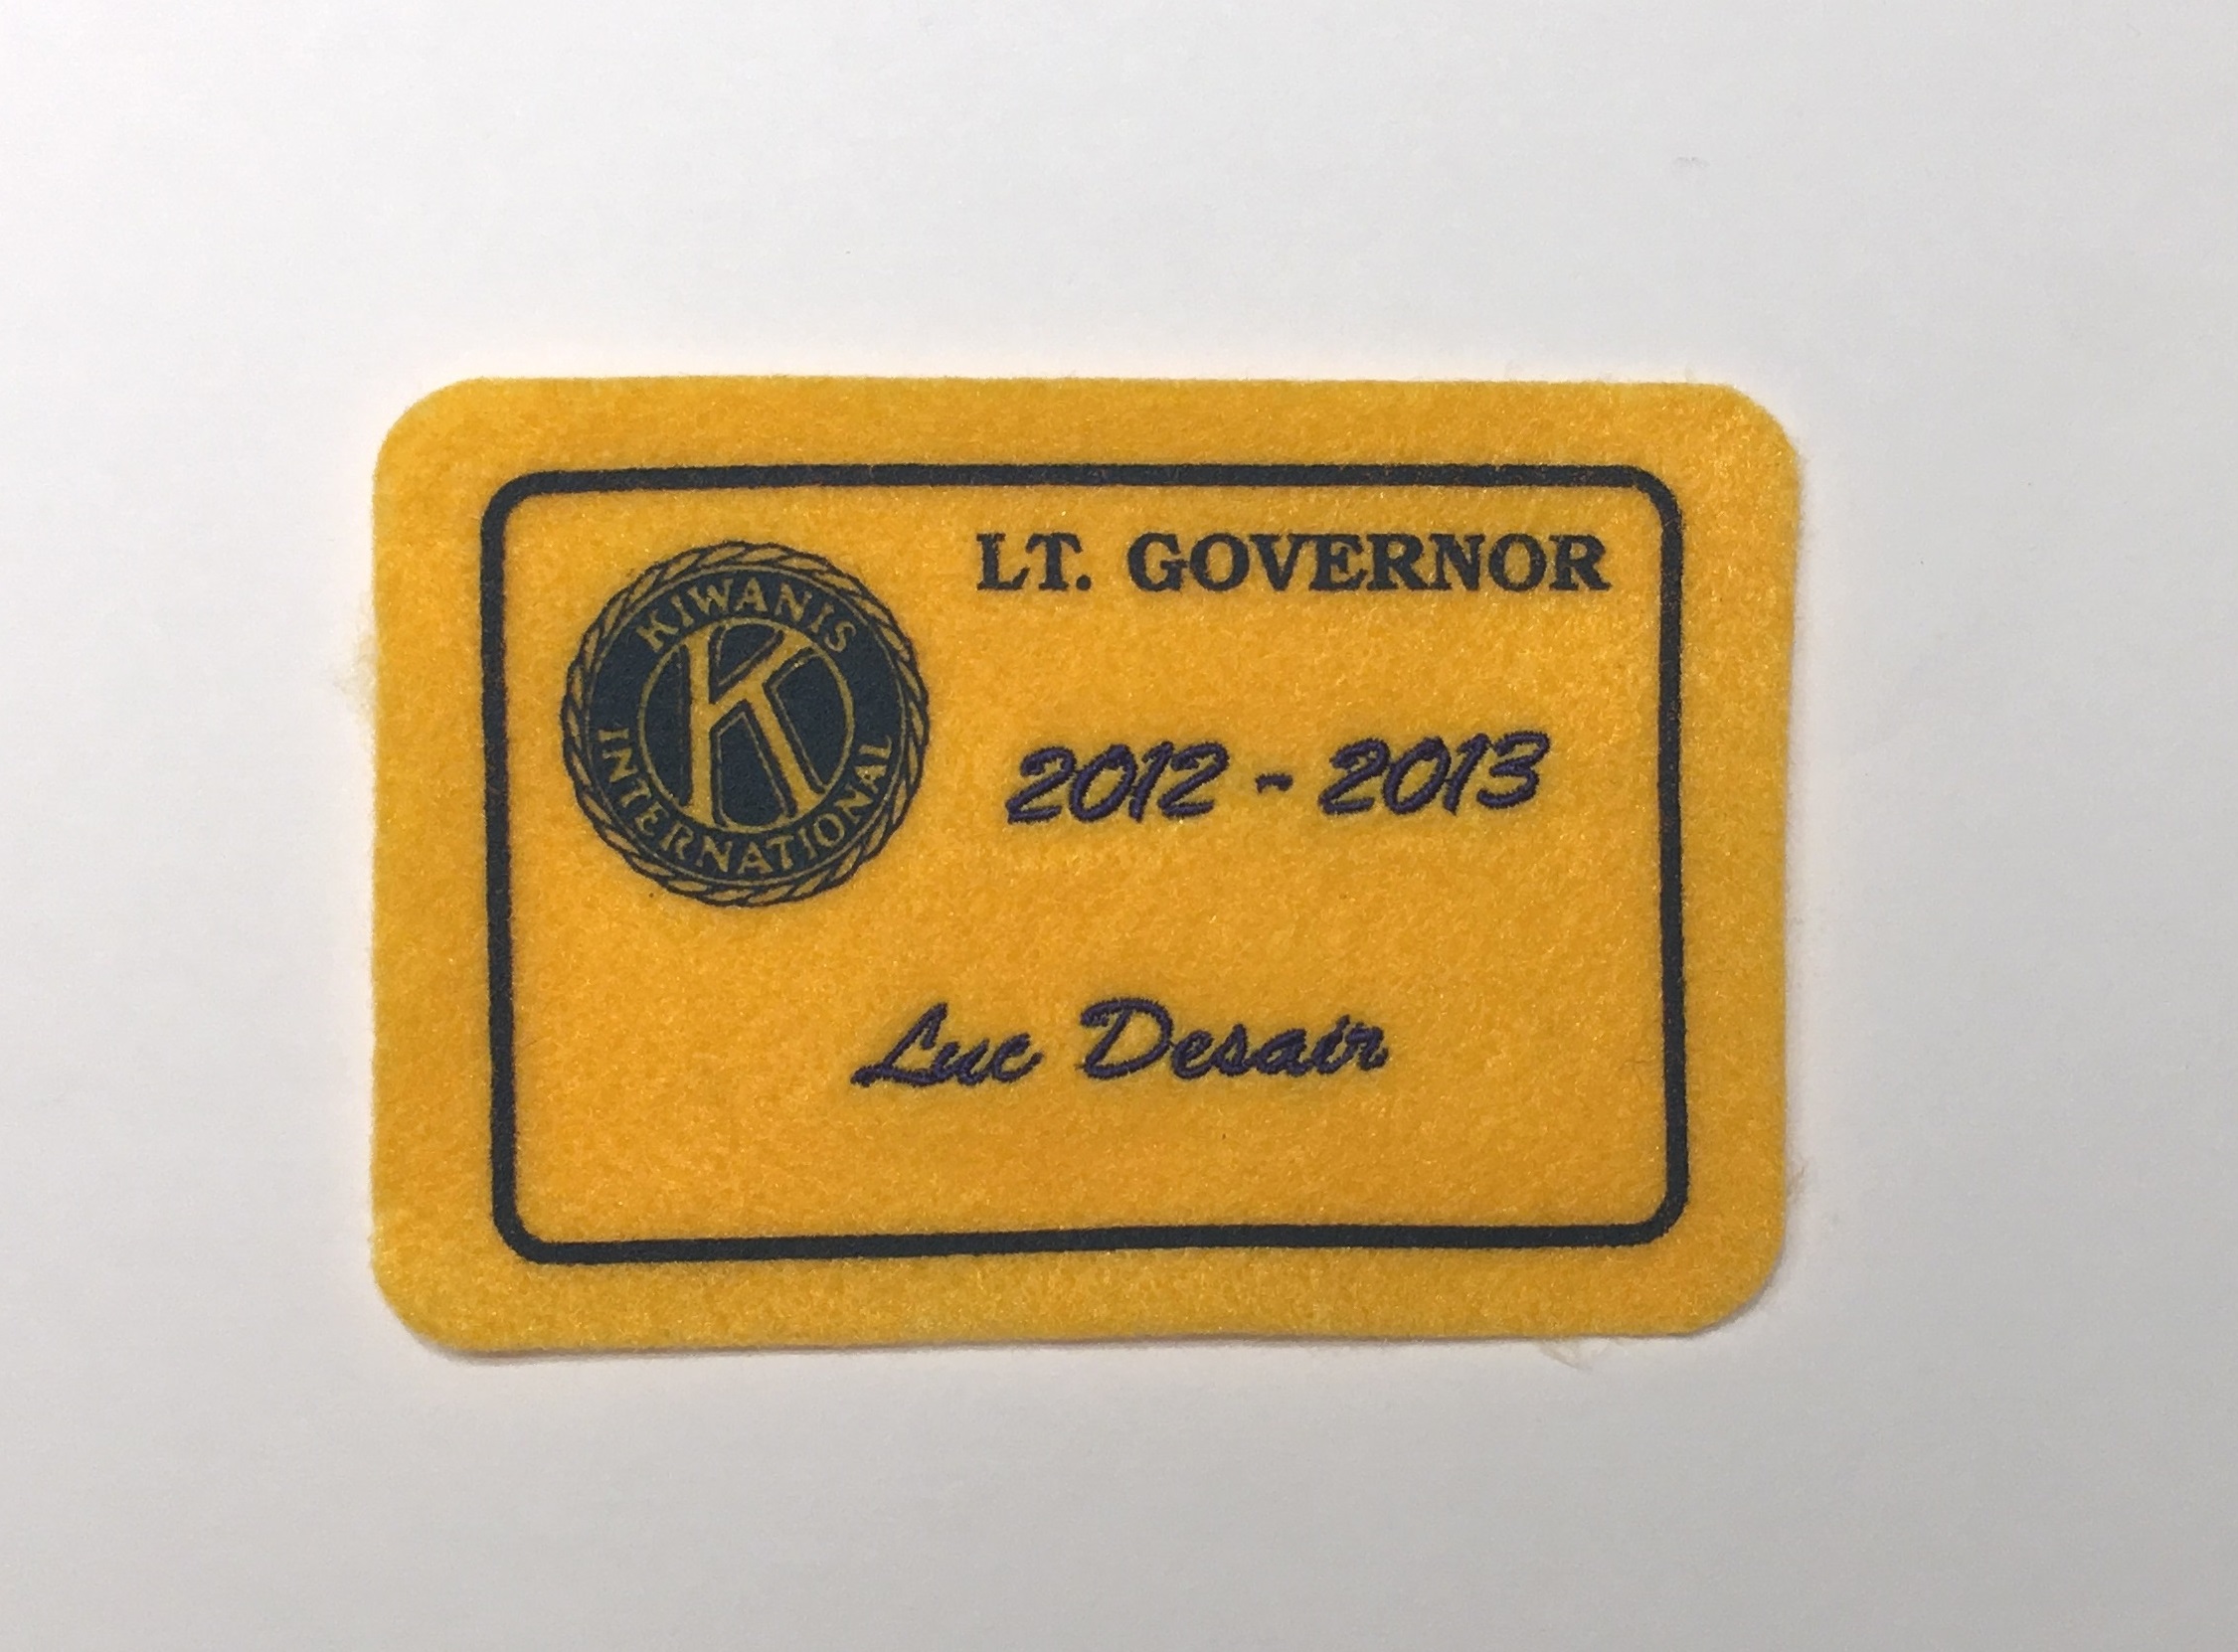 LT. GOVERNOR
KIWANIS
K
INTERNATIONAL
2012 - 2013
Luc Desair